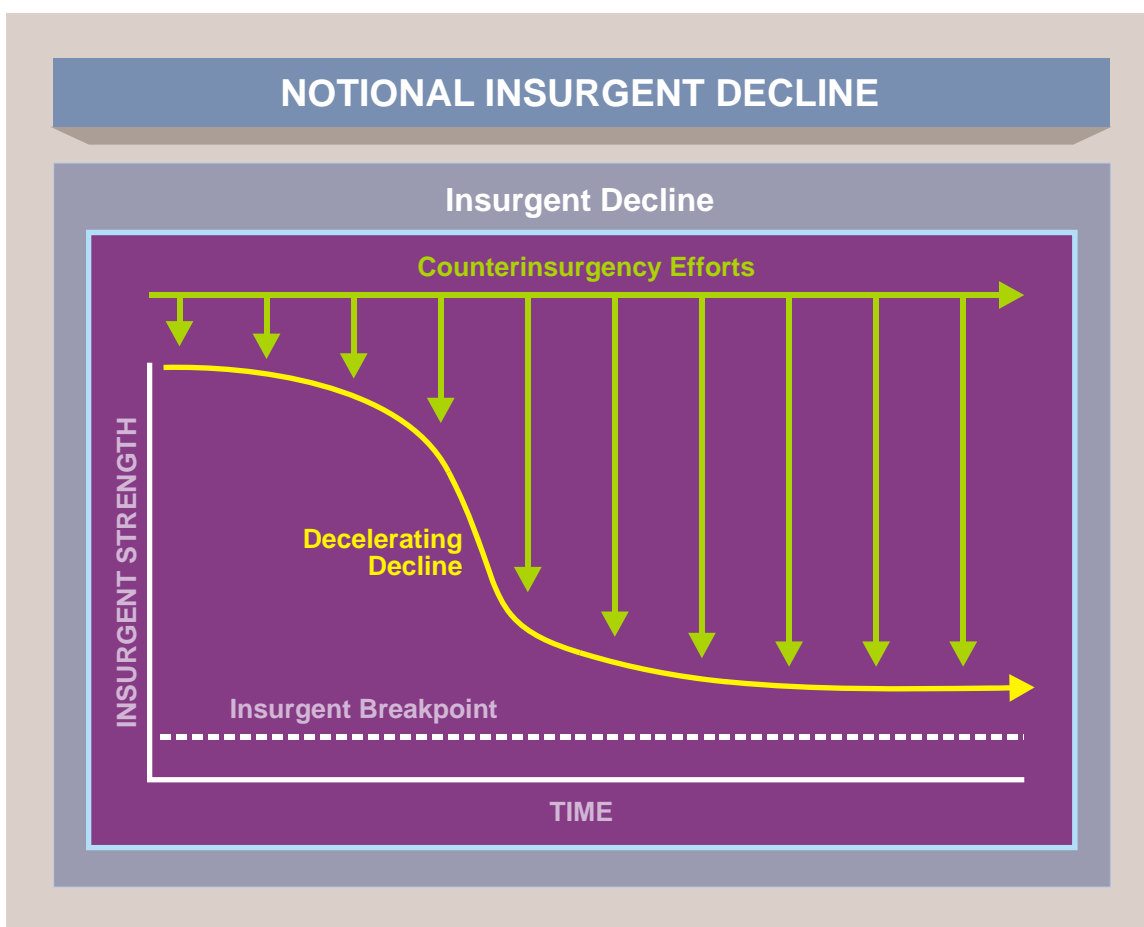 NOTIONAL INSURGENT DECLINE
Insurgent Decline
Counterinsurgency Efforts
INSURGENT STRENGTH
Decelerating
Decline
Insurgent Breakpoint
TIME